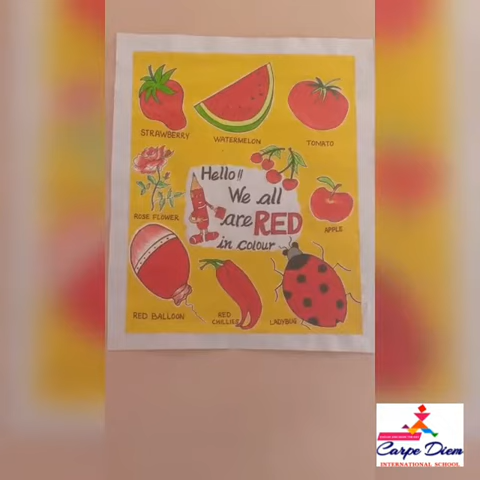 STRAWBERRY
WATERMELON
TOMATO
Hello!!
We all
are RED
in colour
ROSE FLOWER
APPLE
RED BALLOON
RED
CHILLIES
LADYBUG
Carpe Diem
INTERNATIONAL SCHOOL